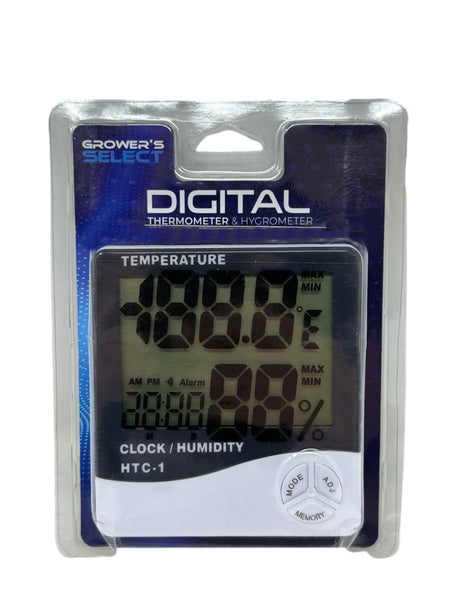 GROWER'S
SELECT
DIGITAL
THERMOMETER & HYGROMETER
TEMPERATURE
MAX
MIN
188.8°E
MAX
MIN
AM PM Alarm
88%
M D
CLOCK / HUMIDITY
HTC-1
MODE
ADJ
MEMORY